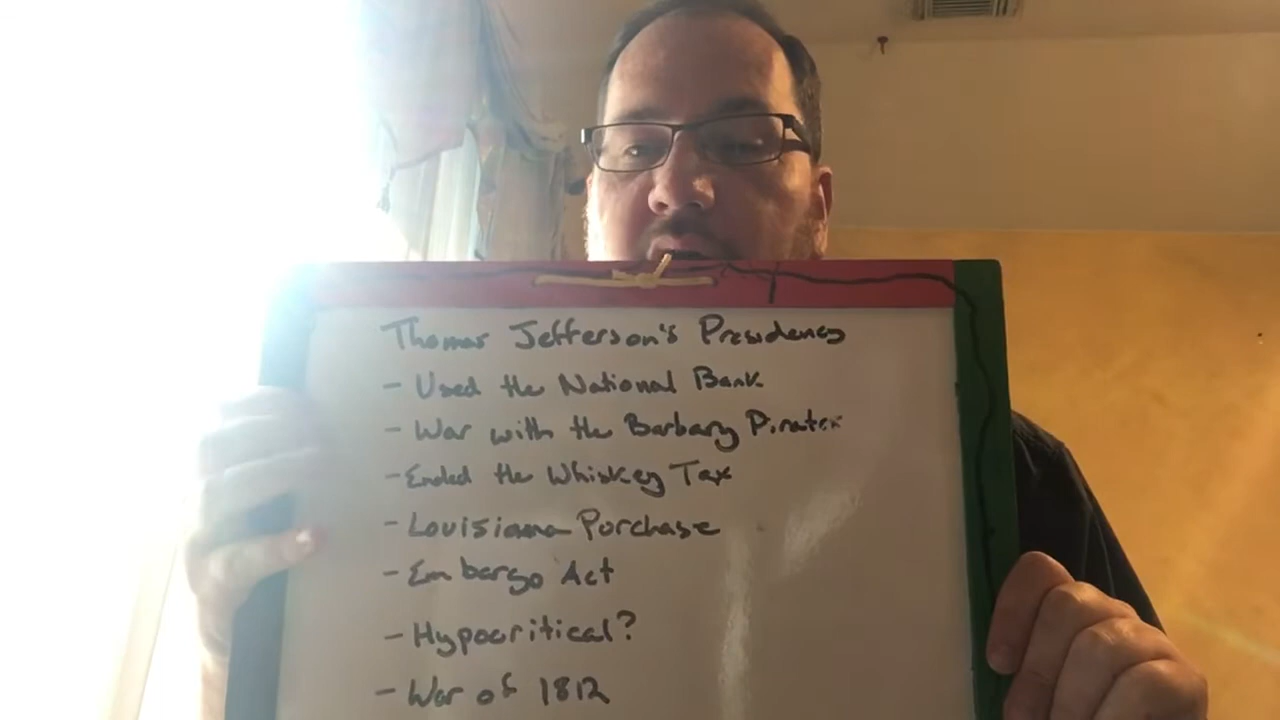 Thomas Jefferson's Presidency
- Used the National Bank
- War with the Barbary Pirates
- Ended the Whiskey Tax
- Louisiana Purchase
- Embargo Act
- Hypocritical?
- War of 1812